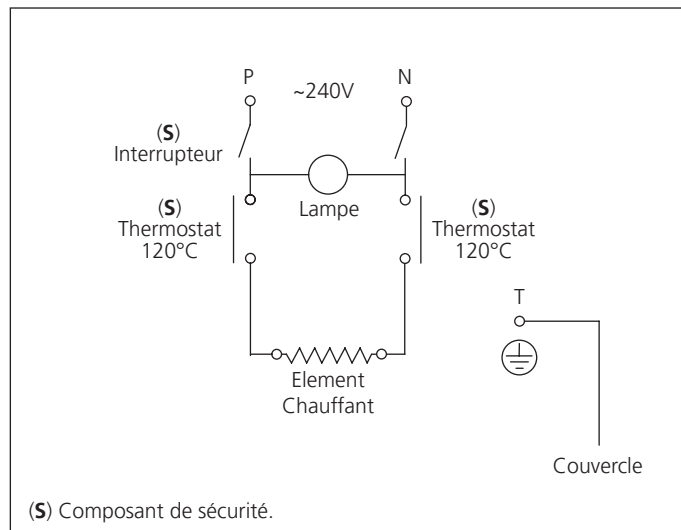 P
~240V
N
(S)
Interrupteur
Lampe
(S)
Thermostat
120°C
(S)
Thermostat
120°C
T
Element
Chauffant
Couvercle
(S) Composant de sécurité.